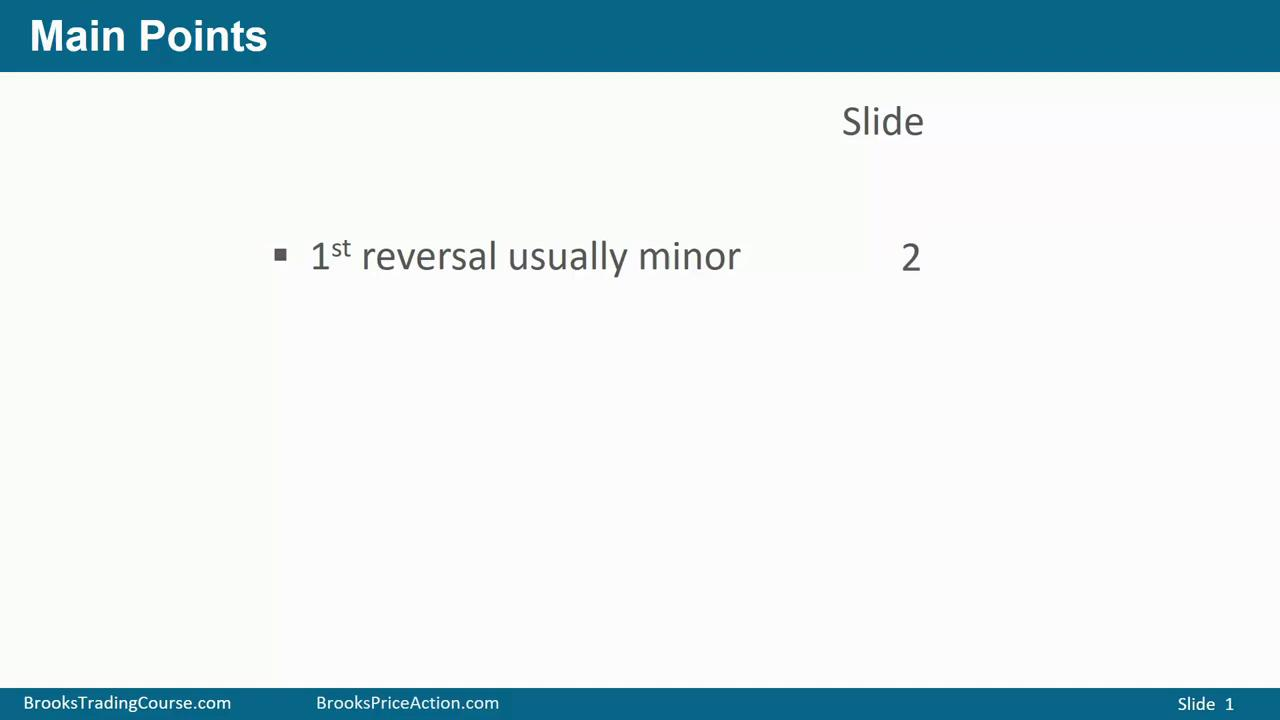 Main Points
Slide
▪ 1st reversal usually minor 2
BrooksTradingCourse.com BrooksPriceAction.com Slide 1